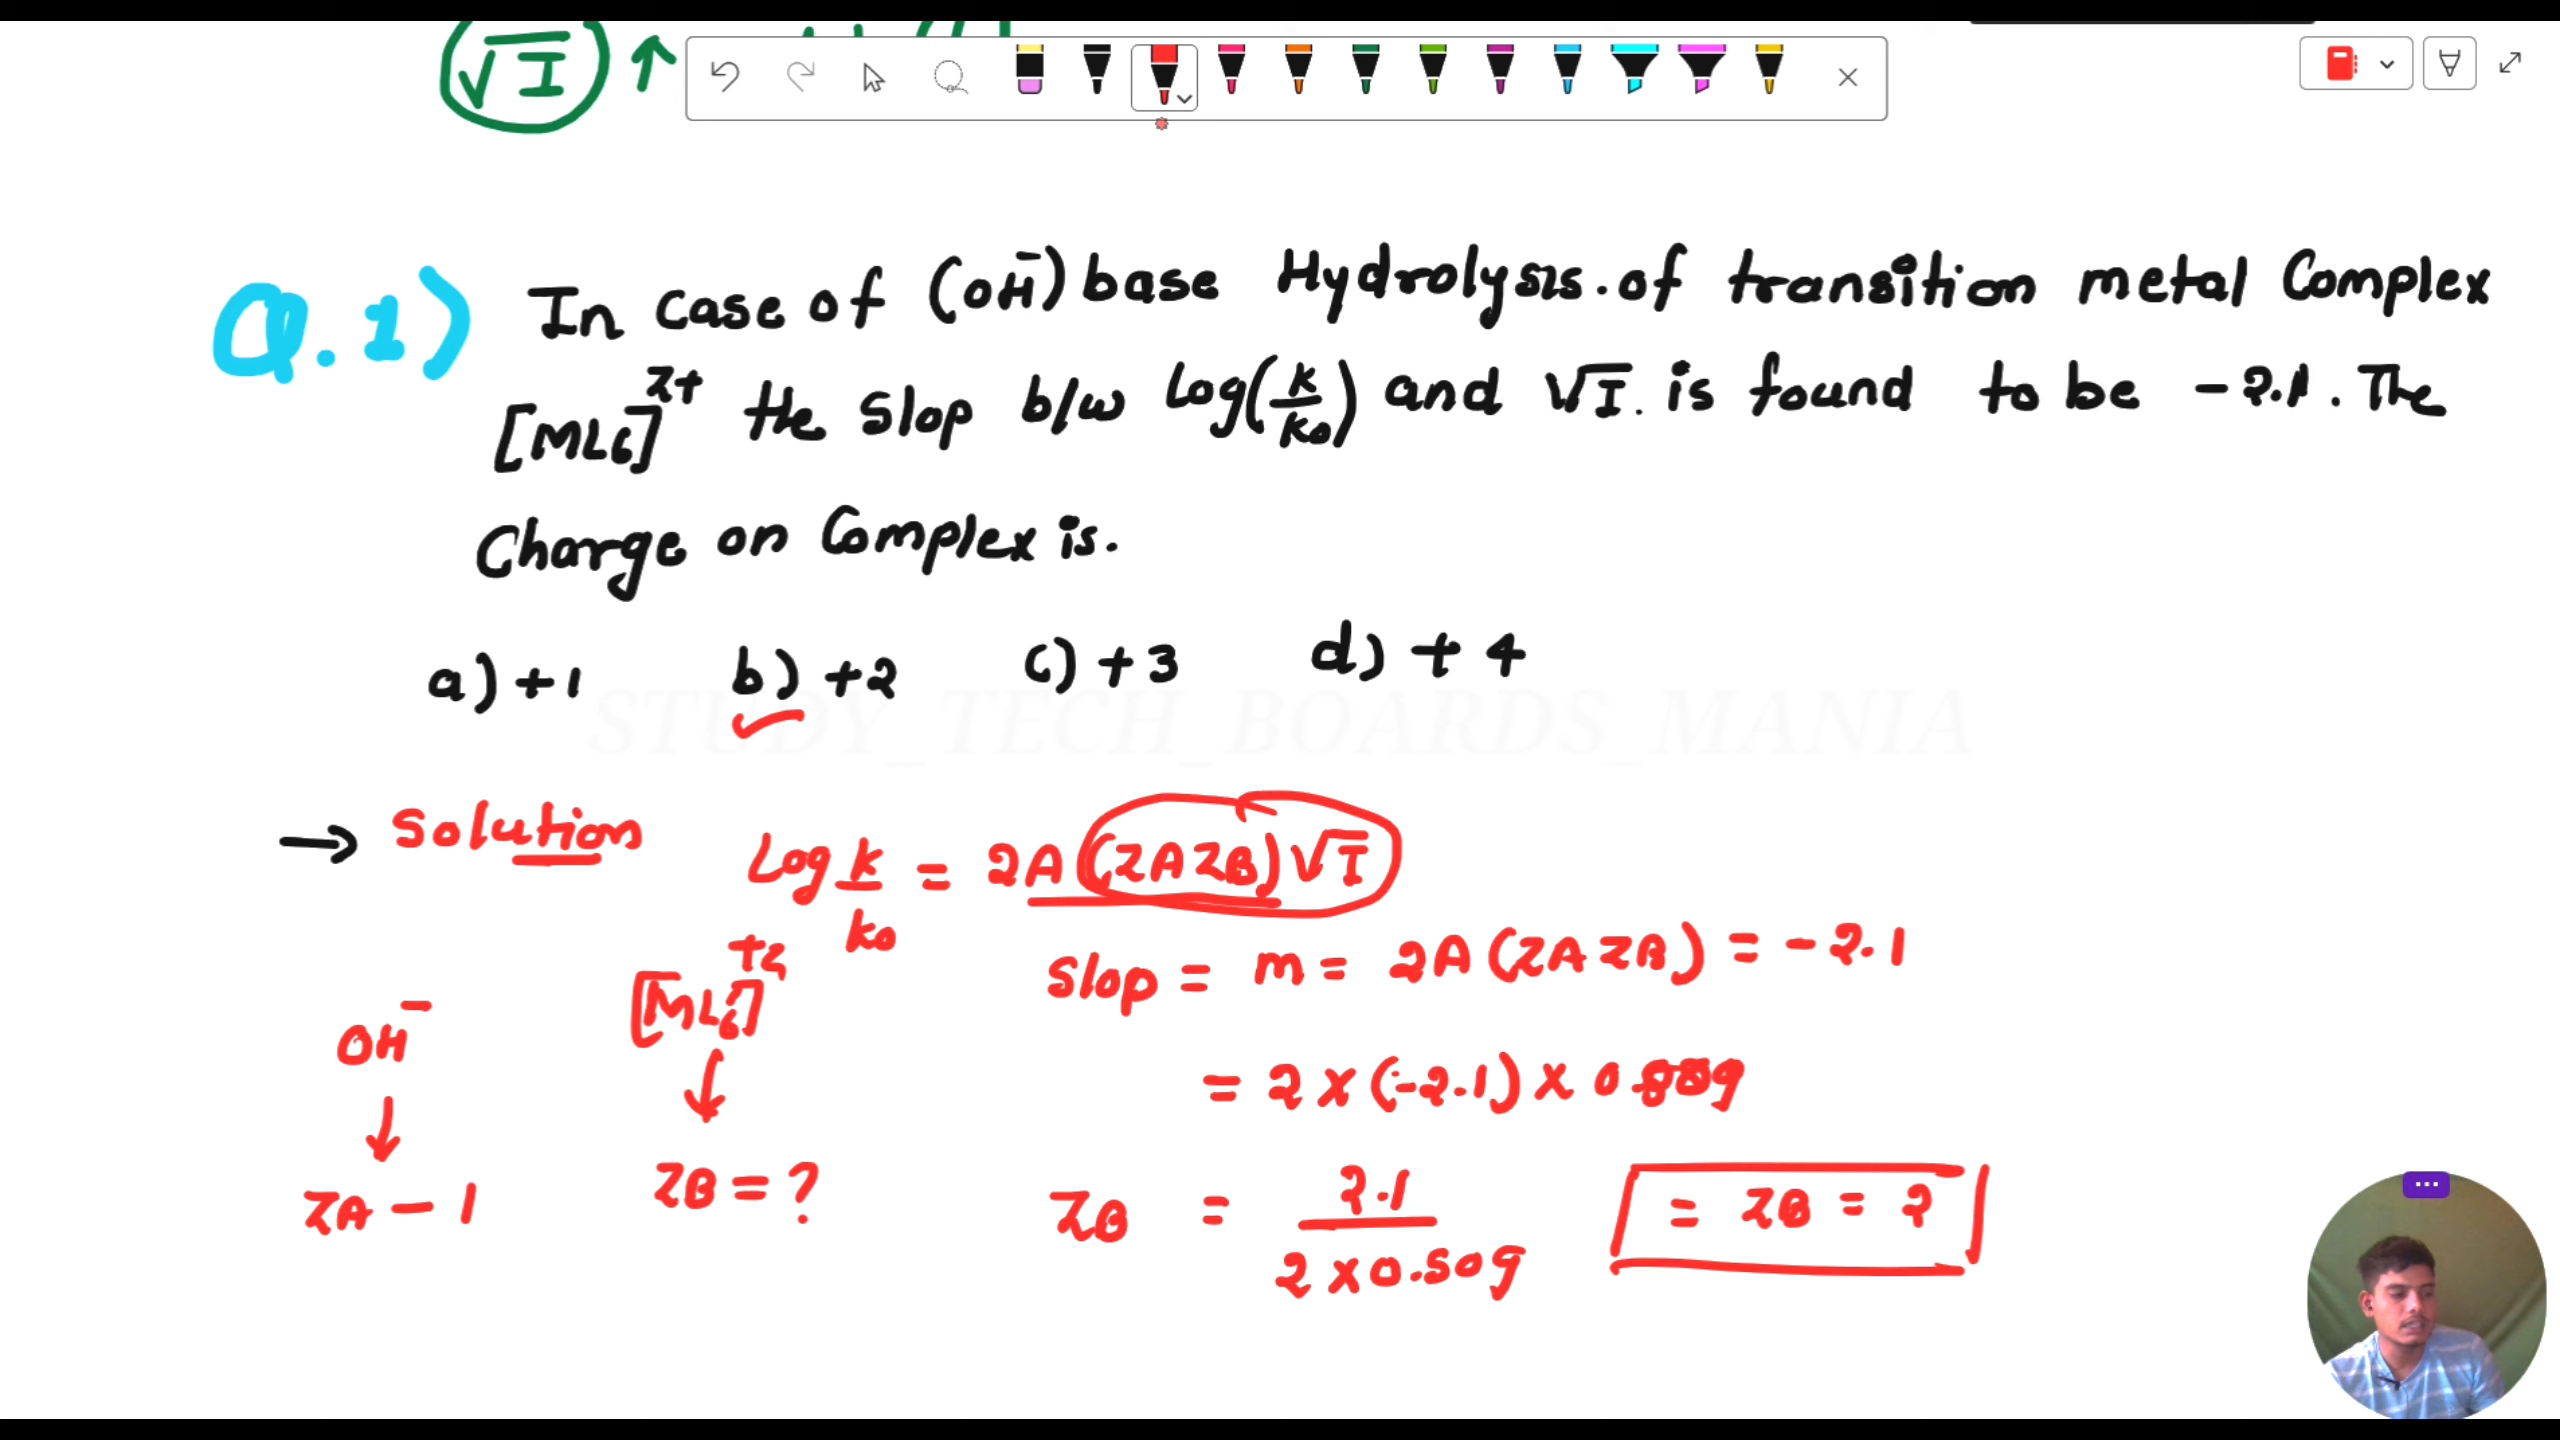 √I ↑
Q.1) In case of (OH⁻) base Hydrolysis. of transition metal Complex
[ML6]^Z+ the slop b/w log(k/k₀) and √I. is found to be -2.1. The
Charge on Complex is.
a) +1 b) +2 c) +3 d) +4
STUDY_TECH_BOARDS_MANIA
→ Solution Log k/k₀ = 2A (ZAZB) √I
slop = m = 2A (ZA ZB) = -2.1
OH⁻ [ML6]^+2
= 2 x (-2.1) x 0.509
↓ ↓
ZA - 1 ZB = ? ZB = 2.1 / 2 x 0.509 = ZB = 2